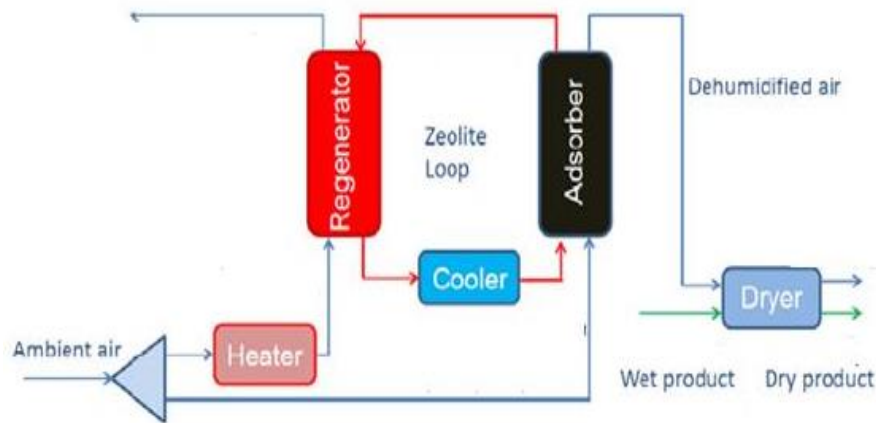 Regenerator
Zeolite
Loop
Adsorber
Dehumidified air
Cooler
Dryer
Ambient air
Heater
Wet product
Dry product